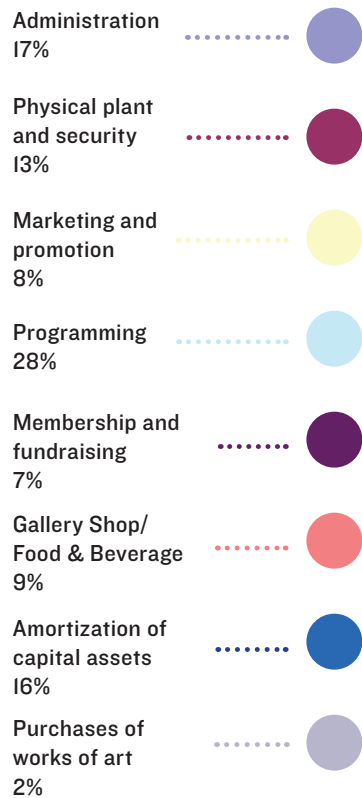 Administration
17%
Physical plant
and security
13%
Marketing and
promotion
8%
Programming
28%
Membership and
fundraising
7%
Gallery Shop/
Food & Beverage
9%
Amortization of
capital assets
16%
Purchases of
works of art
2%